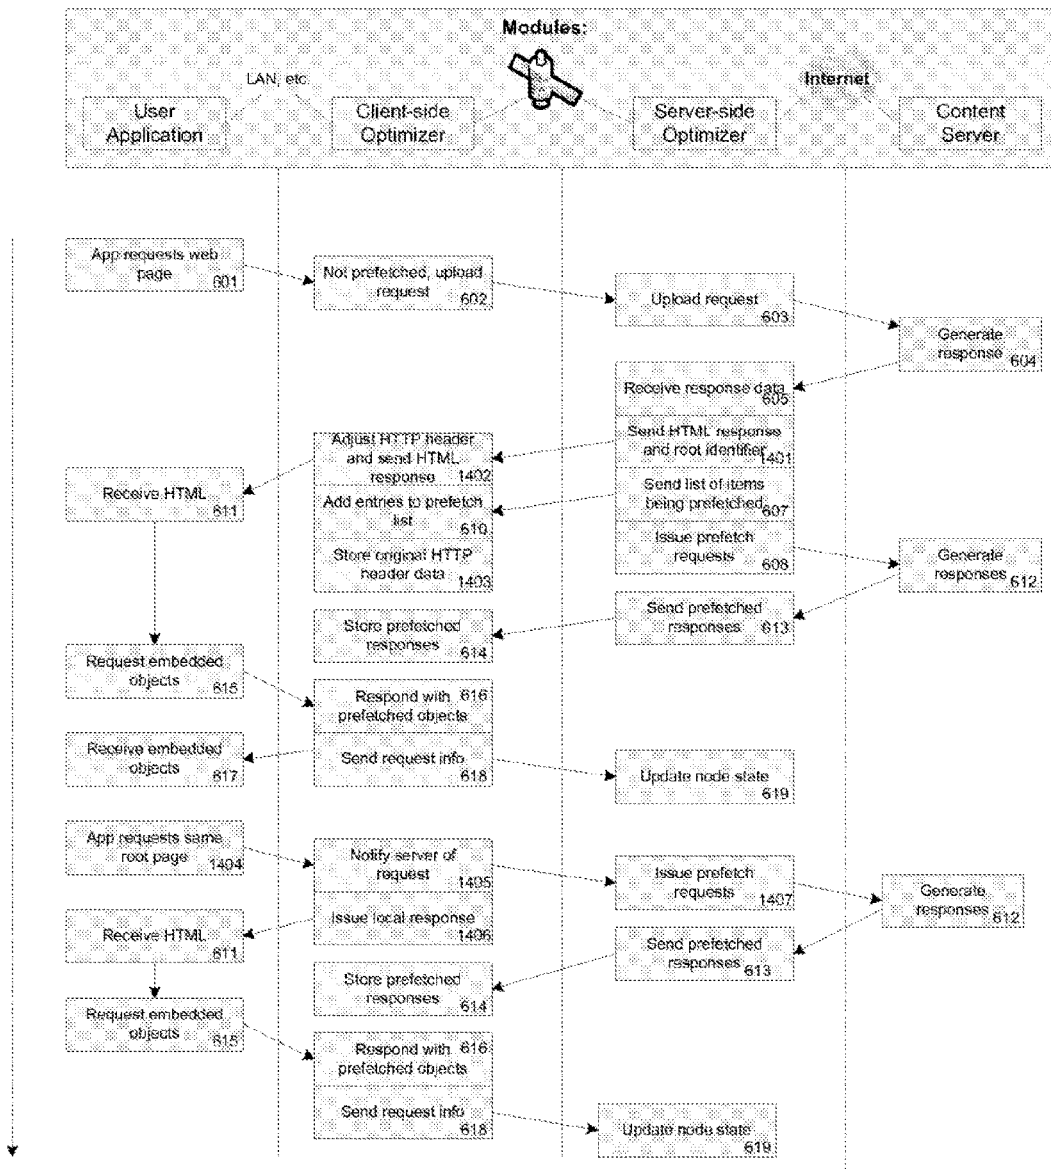 Modules:
LAN, etc.
Internet
User
Application
Client-side
Optimizer
Server-side
Optimizer
Content
Server
App requests web
page
601
Not prefetched, upload
request
602
Upload request
603
Generate
response
604
Receive response data
605
Send HTML response
and root identifier
1401
Adjust HTTP header
and send HTML
response
1402
Receive HTML
611
Send list of items
being prefetched
607
Add entries to prefetch
list
610
Issue prefetch
requests
608
Store original HTTP
header data
1403
Generate
responses
612
Send prefetched
responses
613
Store prefetched
responses
614
Request embedded
objects
615
Respond with
prefetched objects
616
Receive embedded
objects
617
Send request info
618
Update node state
619
App requests same
root page
1404
Notify server of
request
1405
Issue prefetch
requests
1407
Generate
responses
612
Issue local response
1406
Receive HTML
611
Send prefetched
responses
613
Store prefetched
responses
614
Request embedded
objects
615
Respond with
prefetched objects
616
Send request info
618
Update node state
619